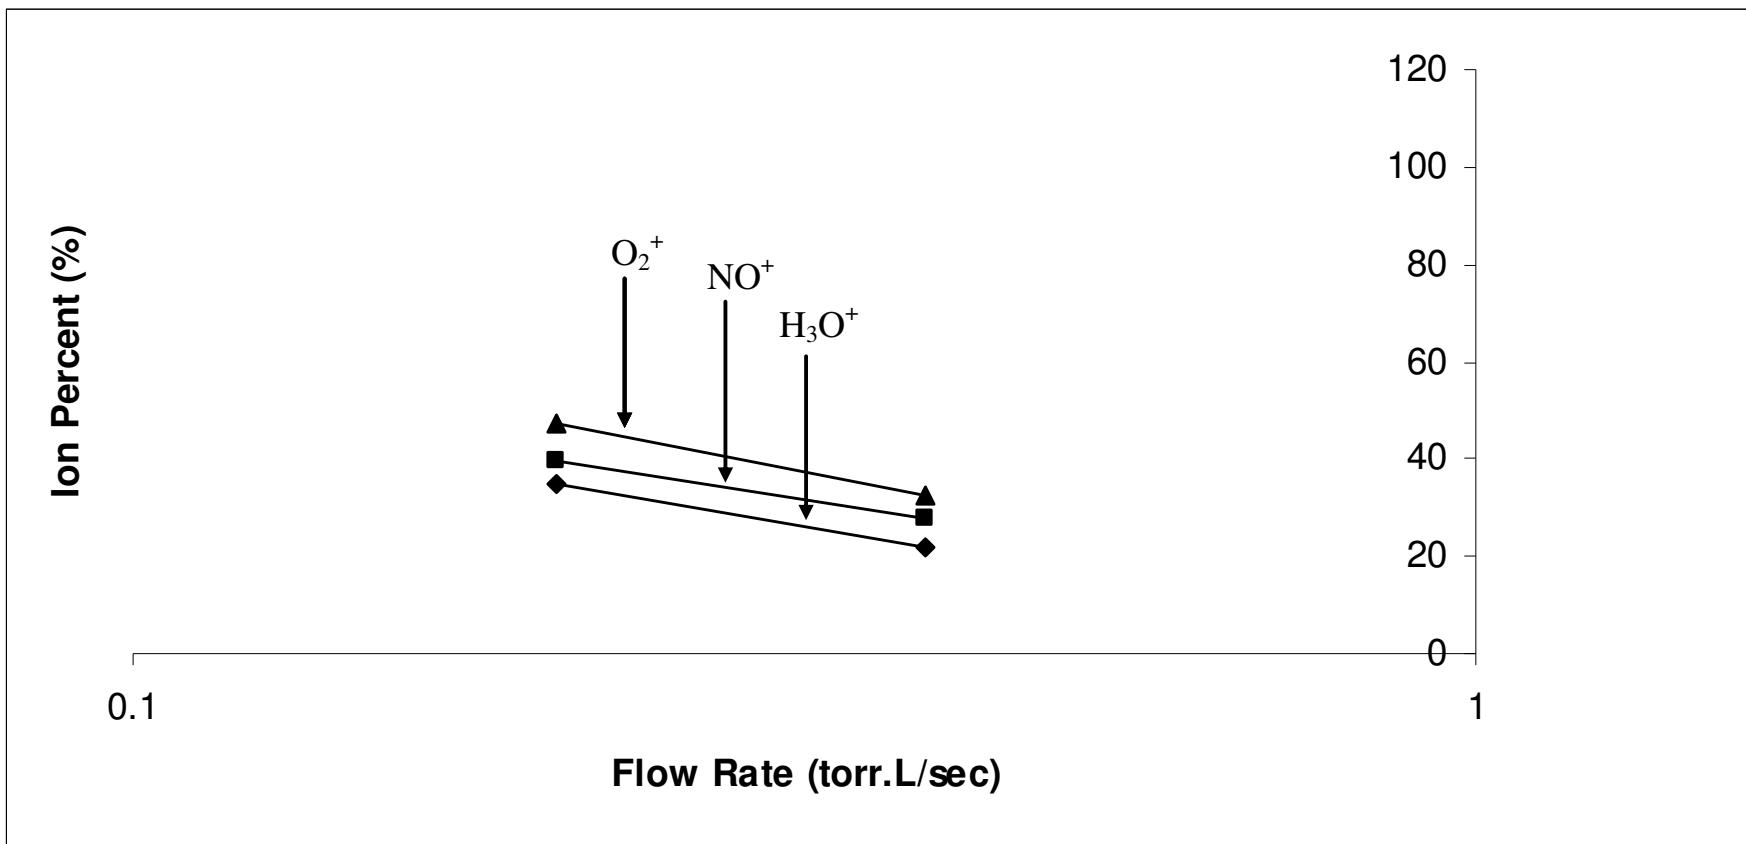 120
100
80
60
40
20
0
Ion Percent (%)
O₂⁺
NO⁺
H₃O⁺
0.1
1
Flow Rate (torr.L/sec)